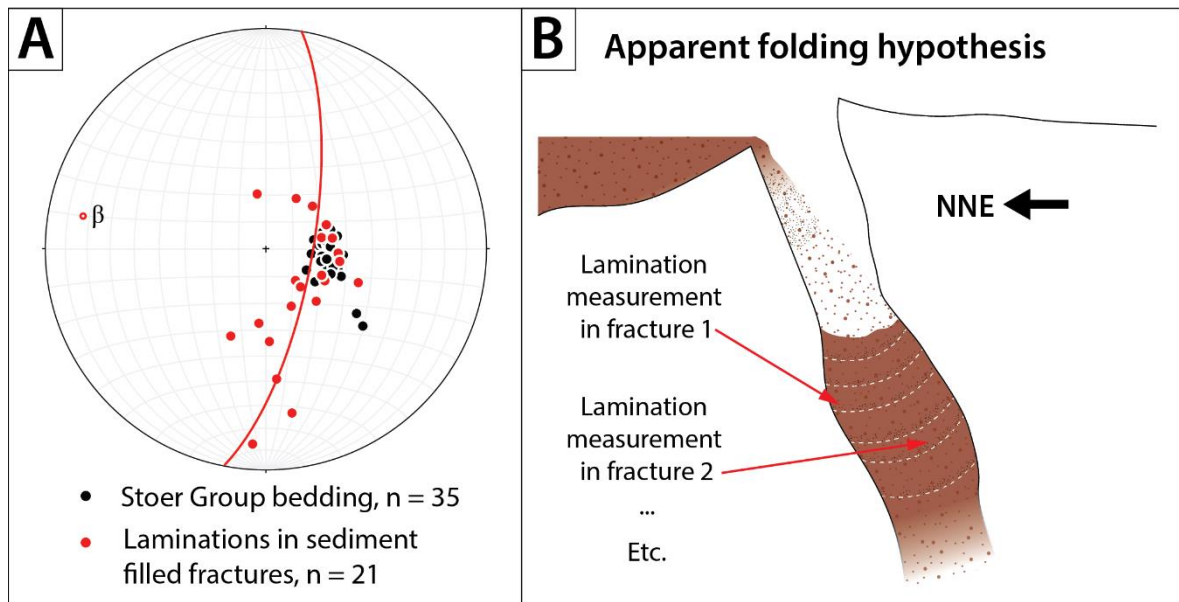 A
β
Stoer Group bedding, n = 35
Laminations in sediment
filled fractures, n = 21
B
Apparent folding hypothesis
NNE
Lamination
measurement
in fracture 1
Lamination
measurement
in fracture 2
...
Etc.